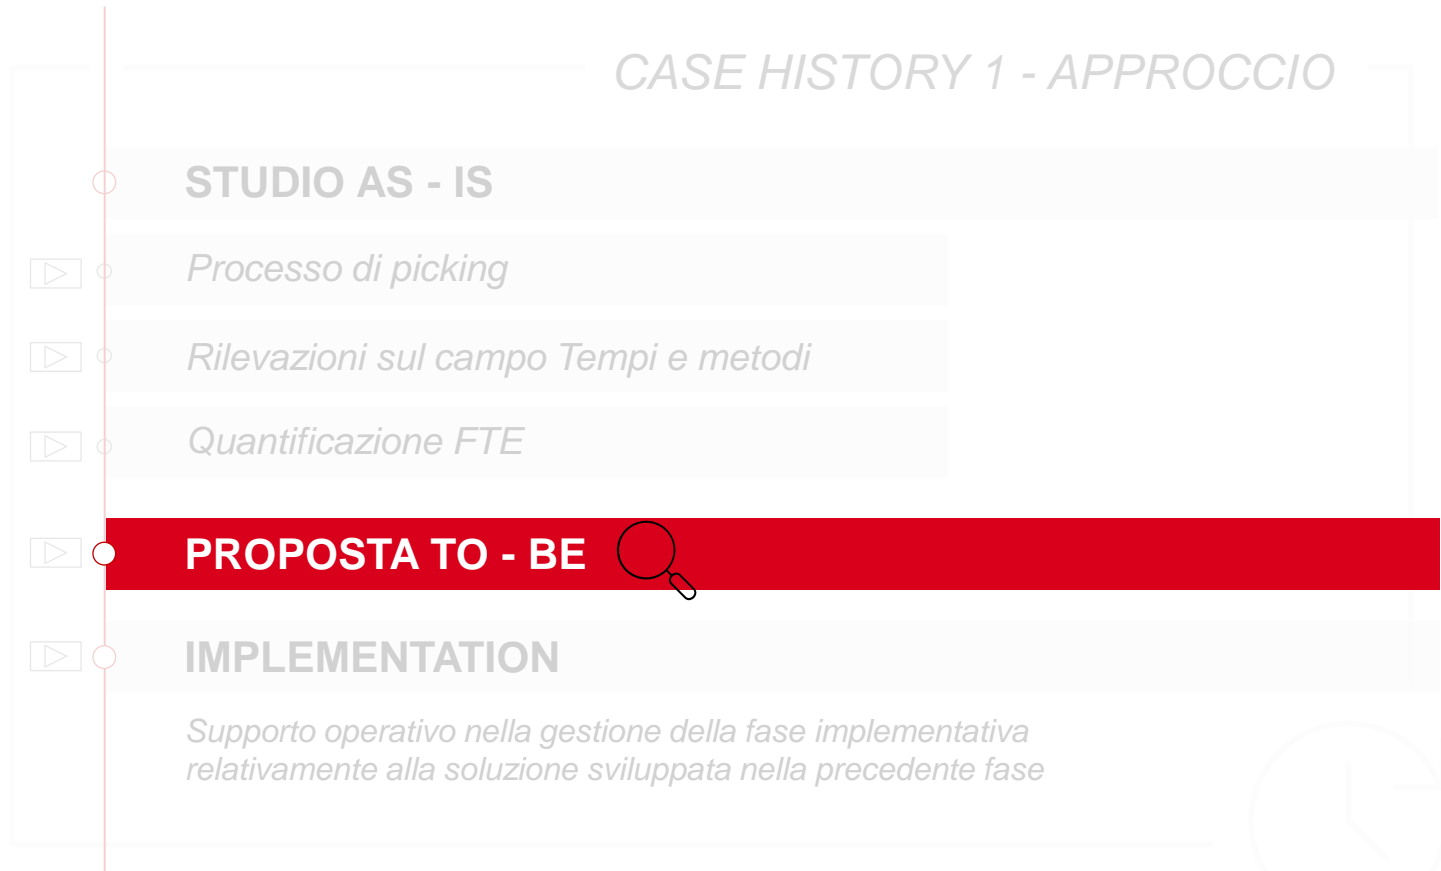 CASE HISTORY 1 - APPROCCIO
STUDIO AS - IS
Processo di picking
Rilevazioni sul campo Tempi e metodi
Quantificazione FTE
PROPOSTA TO - BE
IMPLEMENTATION
Supporto operativo nella gestione della fase implementativa
relativamente alla soluzione sviluppata nella precedente fase